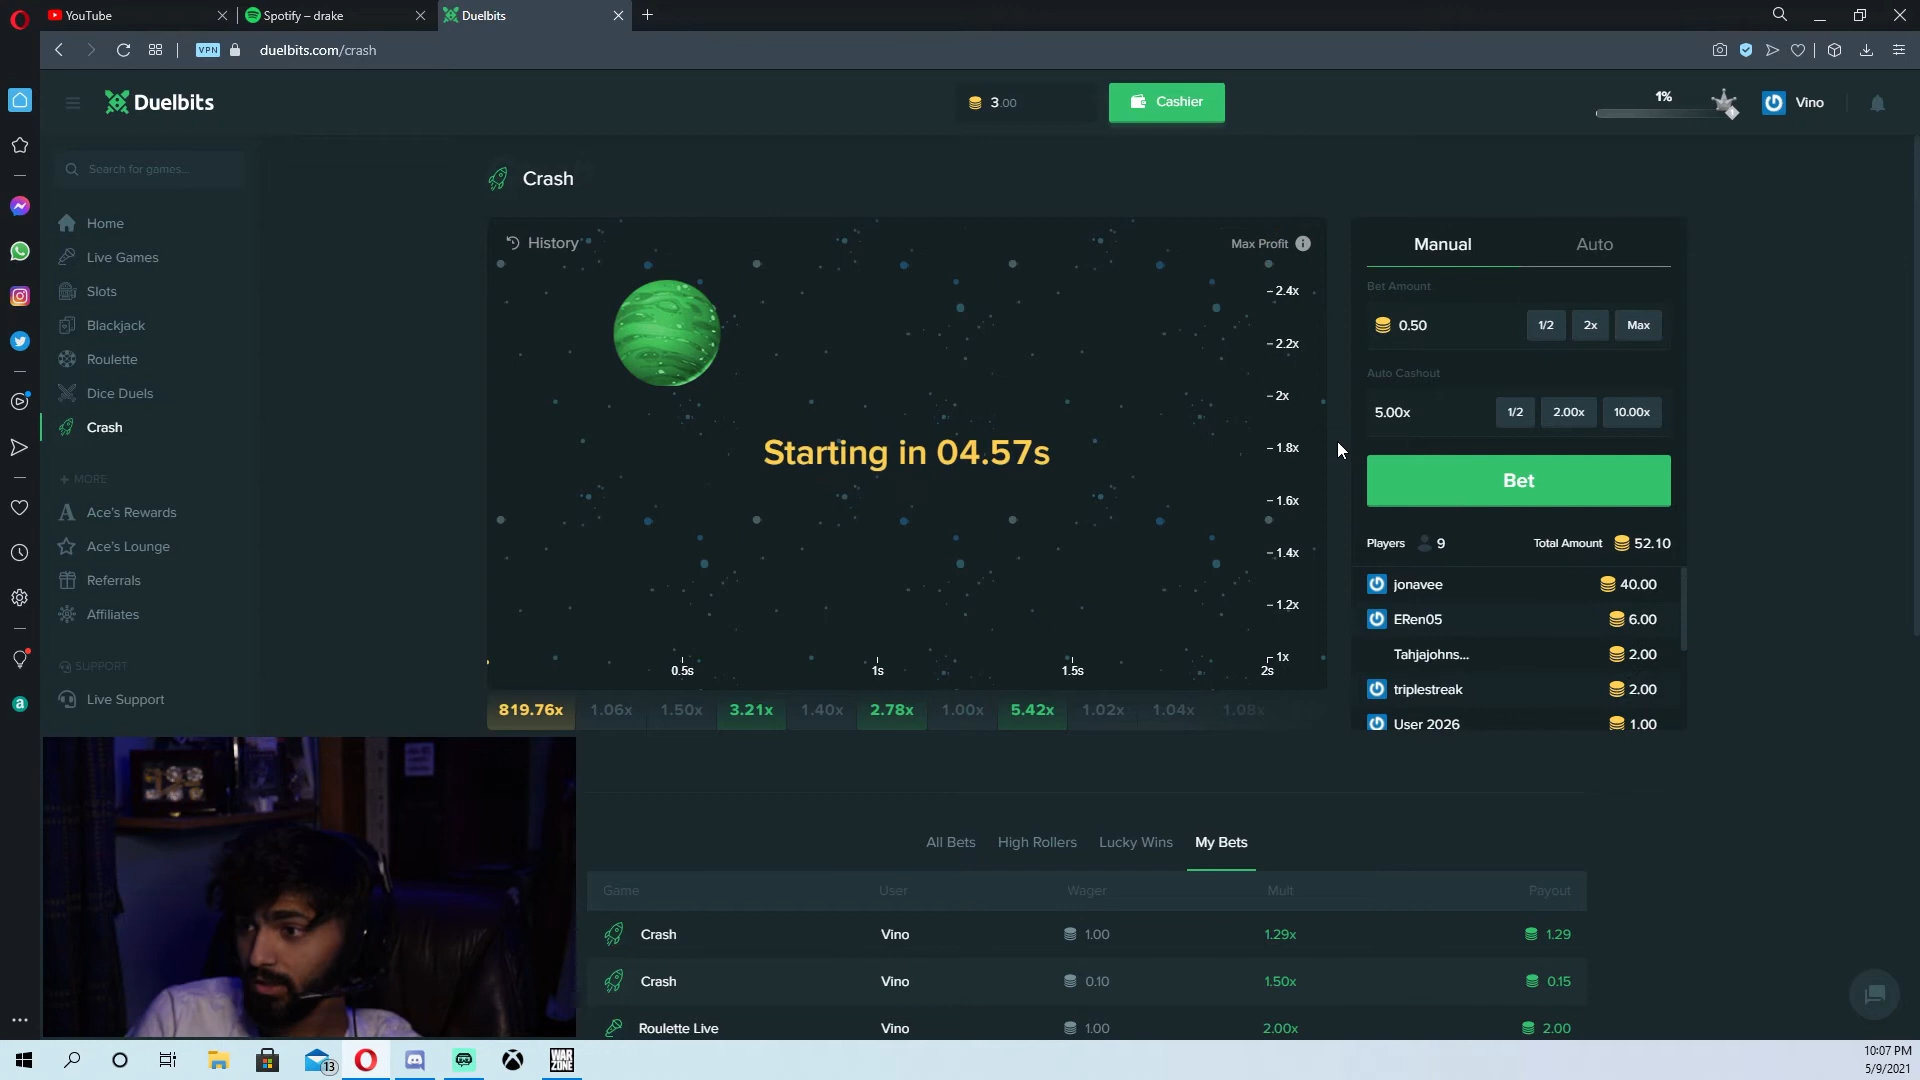 YouTube
Spotify – drake
Duelbits
VPN
duelbits.com/crash
Duelbits
3.00
Cashier
1%
Vino
Search for games...
Home
Live Games
Slots
Blackjack
Roulette
Dice Duels
Crash
MORE
Ace's Rewards
Ace's Lounge
Referrals
Affiliates
SUPPORT
Live Support
Crash
History
Max Profit
2.4x
2.2x
2x
1.8x
1.6x
1.4x
1.2x
1x
Starting in 04.57s
0.5s 1s 1.5s 2s
819.76x 1.06x 1.50x 3.21x 1.40x 2.78x 1.00x 5.42x 1.02x 1.04x 1.08x
Manual Auto
Bet Amount
0.50 1/2 2x Max
Auto Cashout
5.00x 1/2 2.00x 10.00x
Bet
Players 9 Total Amount 52.10
jonavee 40.00
ERen05 6.00
Tahjajohns... 2.00
triplestreak 2.00
User 2026 1.00
All Bets High Rollers Lucky Wins My Bets
Game User Wager Mult Payout
Crash Vino 1.00 1.29x 1.29
Crash Vino 0.10 1.50x 0.15
Roulette Live Vino 1.00 2.00x 2.00
13
WAR
ZONE
10:07 PM
5/9/2021